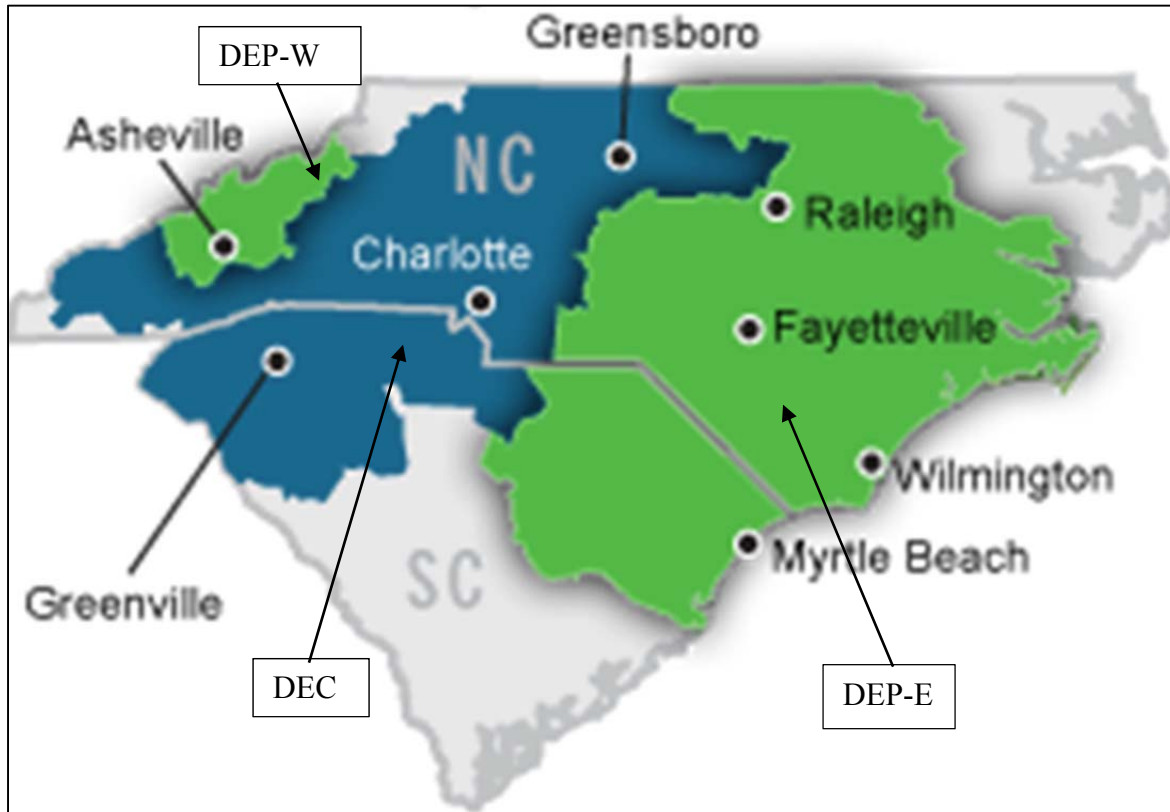 Greensboro
DEP-W
Asheville
NC
Raleigh
Charlotte
Fayetteville
Wilmington
Myrtle Beach
SC
Greenville
DEC
DEP-E